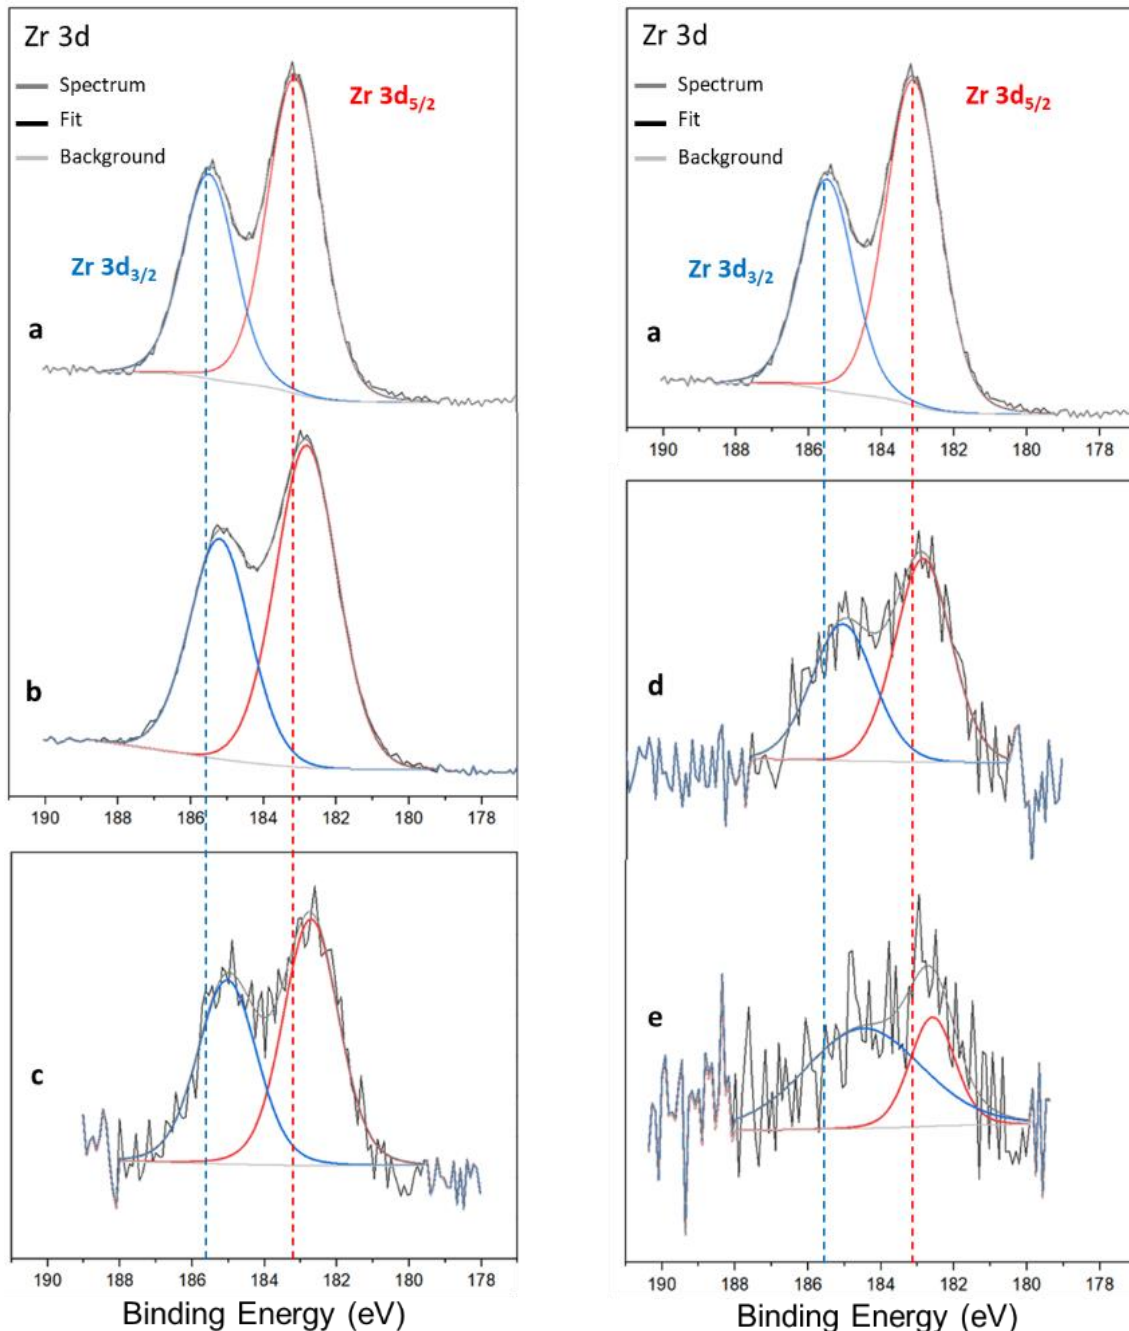 Zr 3d
Spectrum
Fit
Background
Zr 3d5/2
Zr 3d3/2
a
b
190 188 186 184 182 180 178
c
190 188 186 184 182 180 178
Binding Energy (eV)
Zr 3d
Spectrum
Fit
Background
Zr 3d5/2
Zr 3d3/2
a
190 188 186 184 182 180 178
d
e
190 188 186 184 182 180 178
Binding Energy (eV)